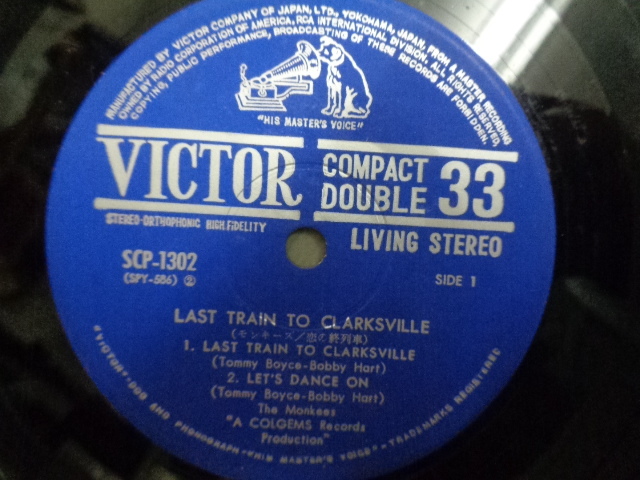 MANUFACTURED BY VICTOR COMPANY OF JAPAN, LTD., YOKOHAMA, JAPAN, FROM A MASTER RECORDING
OWNED BY RADIO CORPORATION OF AMERICA, RCA INTERNATIONAL DIVISION. ALL RIGHTS RESERVED.
COPYING, PUBLIC PERFORMANCE, BROADCASTING OF THESE RECORDS ARE FORBIDDEN.
"HIS MASTER'S VOICE"
VICTOR COMPACT DOUBLE 33
STEREO-ORTHOPHONIC HIGH FIDELITY
LIVING STEREO
SCP-1302
(SPY-586) ②
SIDE 1
LAST TRAIN TO CLARKSVILLE
(モンキーズ/恋の終列車)
1. LAST TRAIN TO CLARKSVILLE
(Tommy Boyce-Bobby Hart)
2. LET'S DANCE ON
(Tommy Boyce-Bobby Hart)
The Monkees
"A COLGEMS Records
Production"
"VICTOR"-DOG AND PHONOGRAPH-"HIS MASTER'S VOICE"-TRADEMARKS REGISTERED